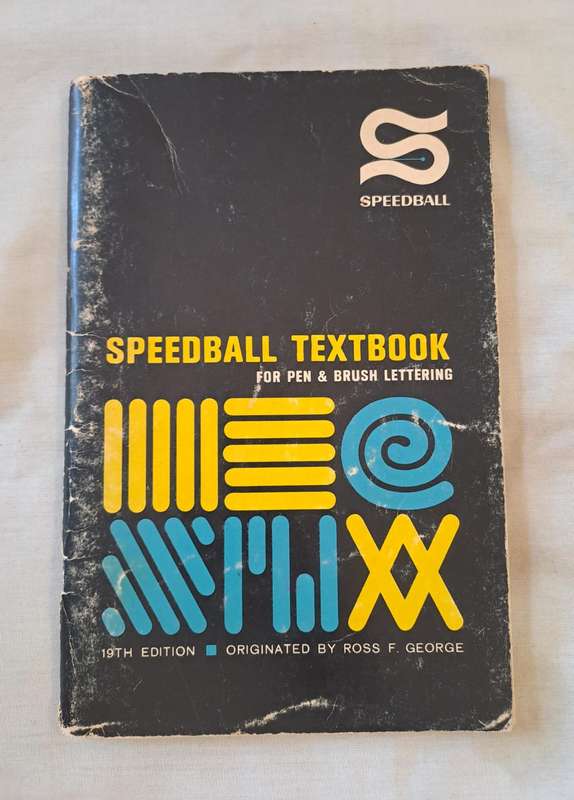 SPEEDBALL
SPEEDBALL TEXTBOOK
FOR PEN & BRUSH LETTERING
19TH EDITION ■ ORIGINATED BY ROSS F. GEORGE